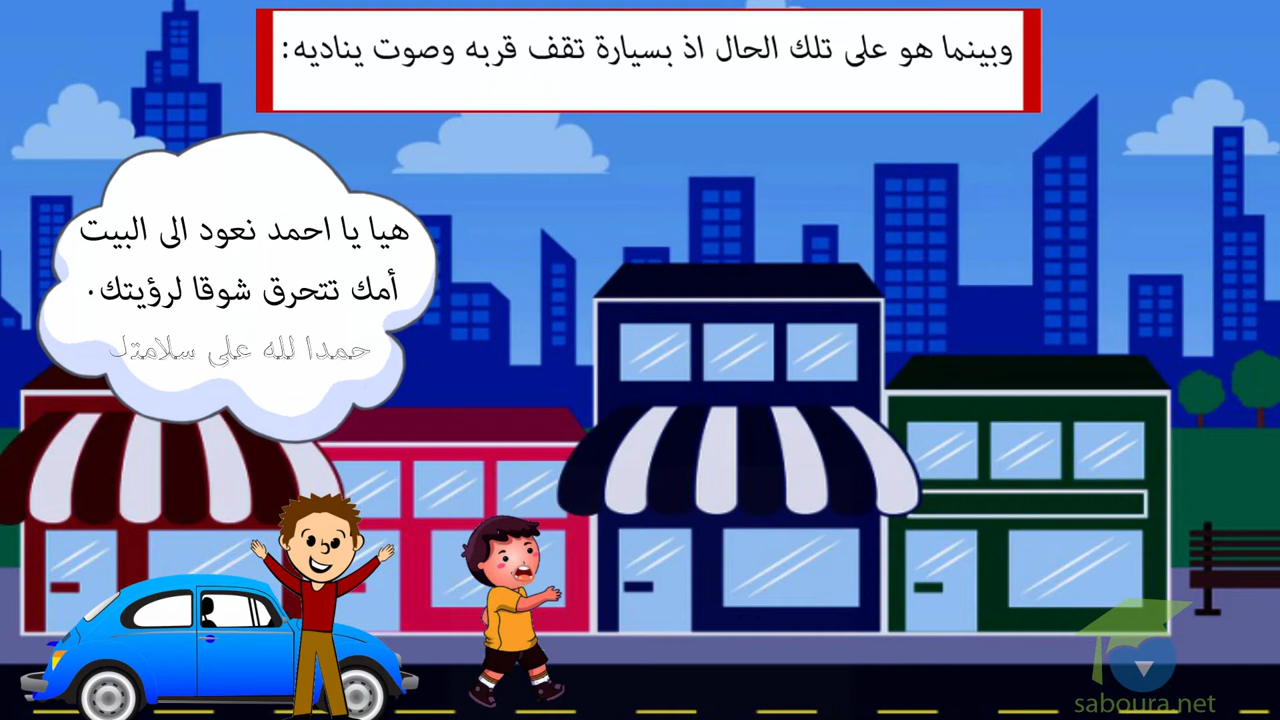 وبينما هو على تلك الحال اذ بسيارة تقف قربه وصوت يناديه:
هيا يا احمد نعود الى البيت
أمك تتحرق شوقا لرؤيتك.
حمدا لله على
saboura.net